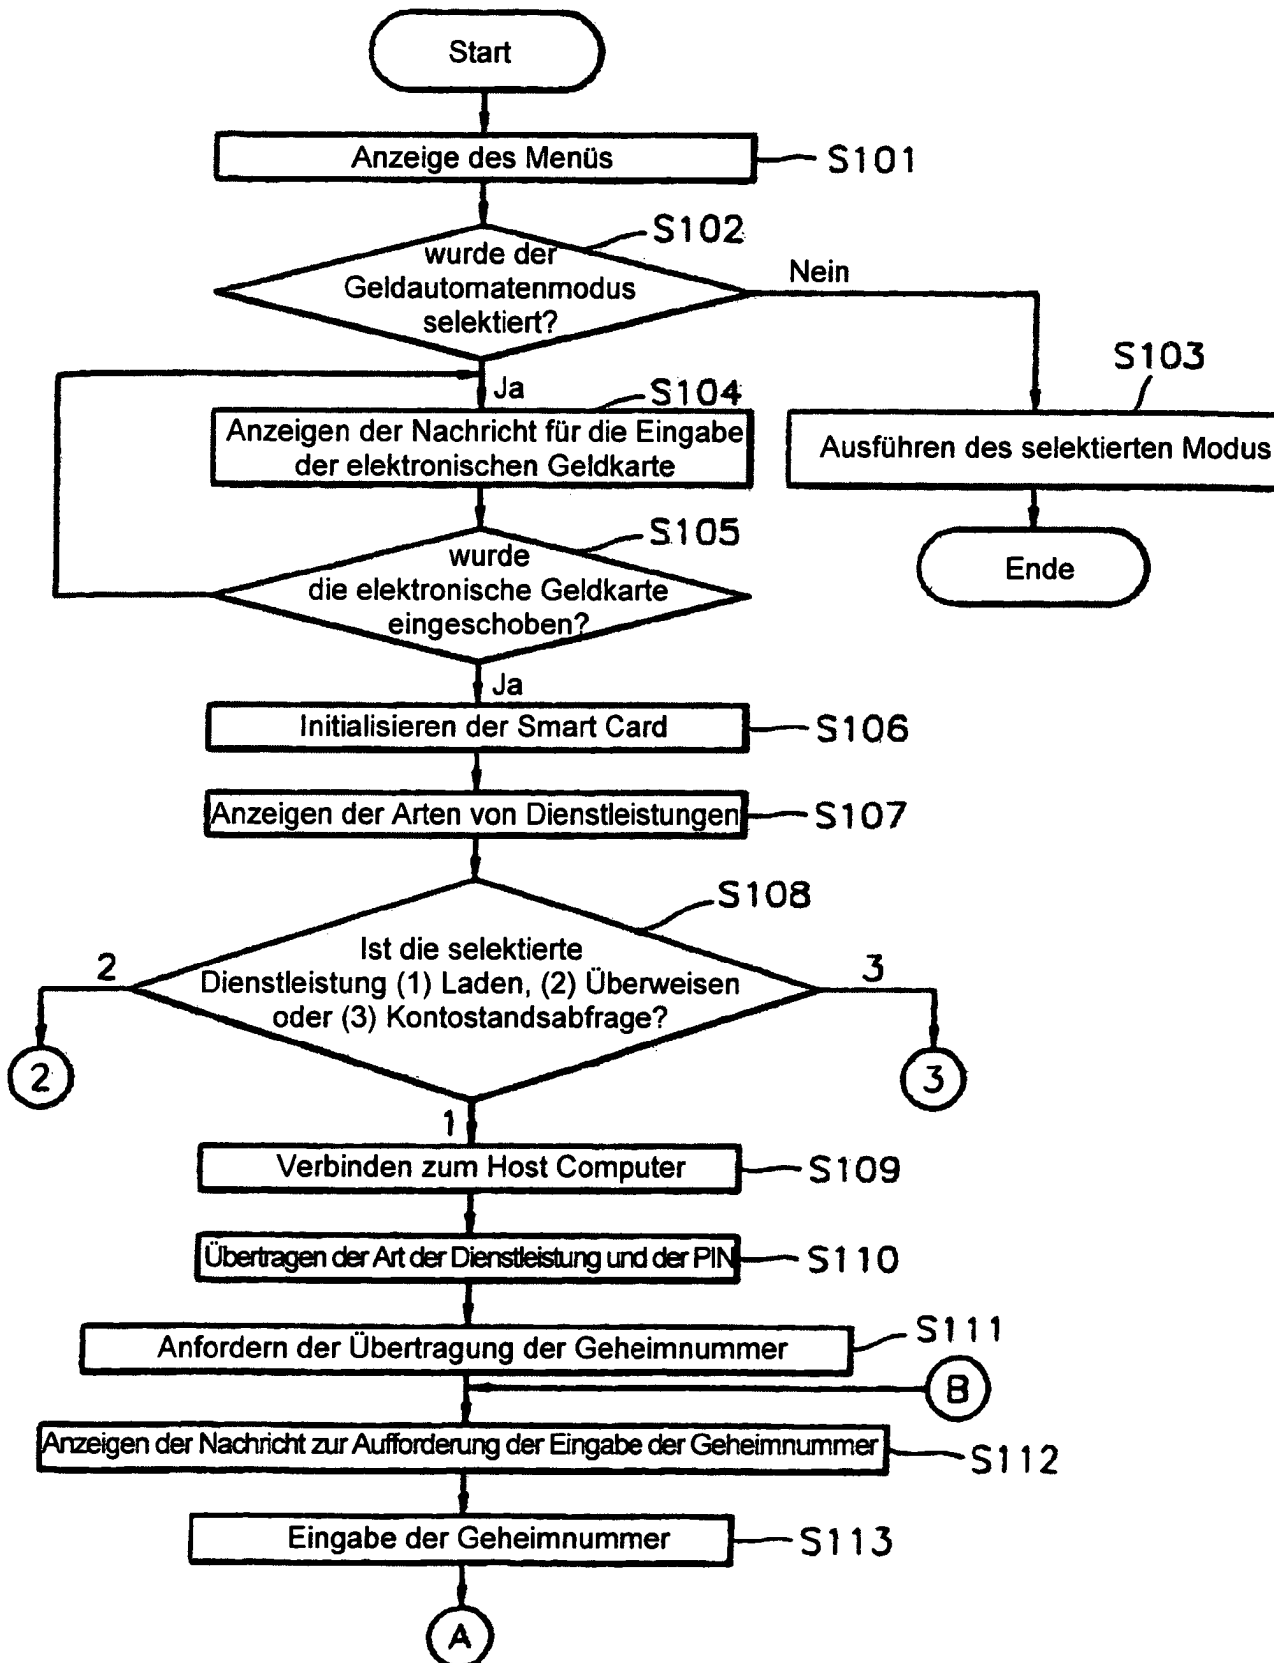 Start
Anzeige des Menüs
S101
S102
wurde der
Geldautomatenmodus
selektiert?
Nein
S103
Ja
S104
Anzeigen der Nachricht für die Eingabe
der elektronischen Geldkarte
Ausführen des selektierten Modus
S105
wurde
die elektronische Geldkarte
eingeschoben?
Ende
Ja
Initialisieren der Smart Card
S106
Anzeigen der Arten von Dienstleistungen
S107
S108
Ist die selektierte
Dienstleistung (1) Laden, (2) Überweisen
oder (3) Kontostandsabfrage?
2
3
2
3
1
Verbinden zum Host Computer
S109
Übertragen der Art der Dienstleistung und der PIN
S110
Anfordern der Übertragung der Geheimnummer
S111
B
Anzeigen der Nachricht zur Aufforderung der Eingabe der Geheimnummer
S112
Eingabe der Geheimnummer
S113
A